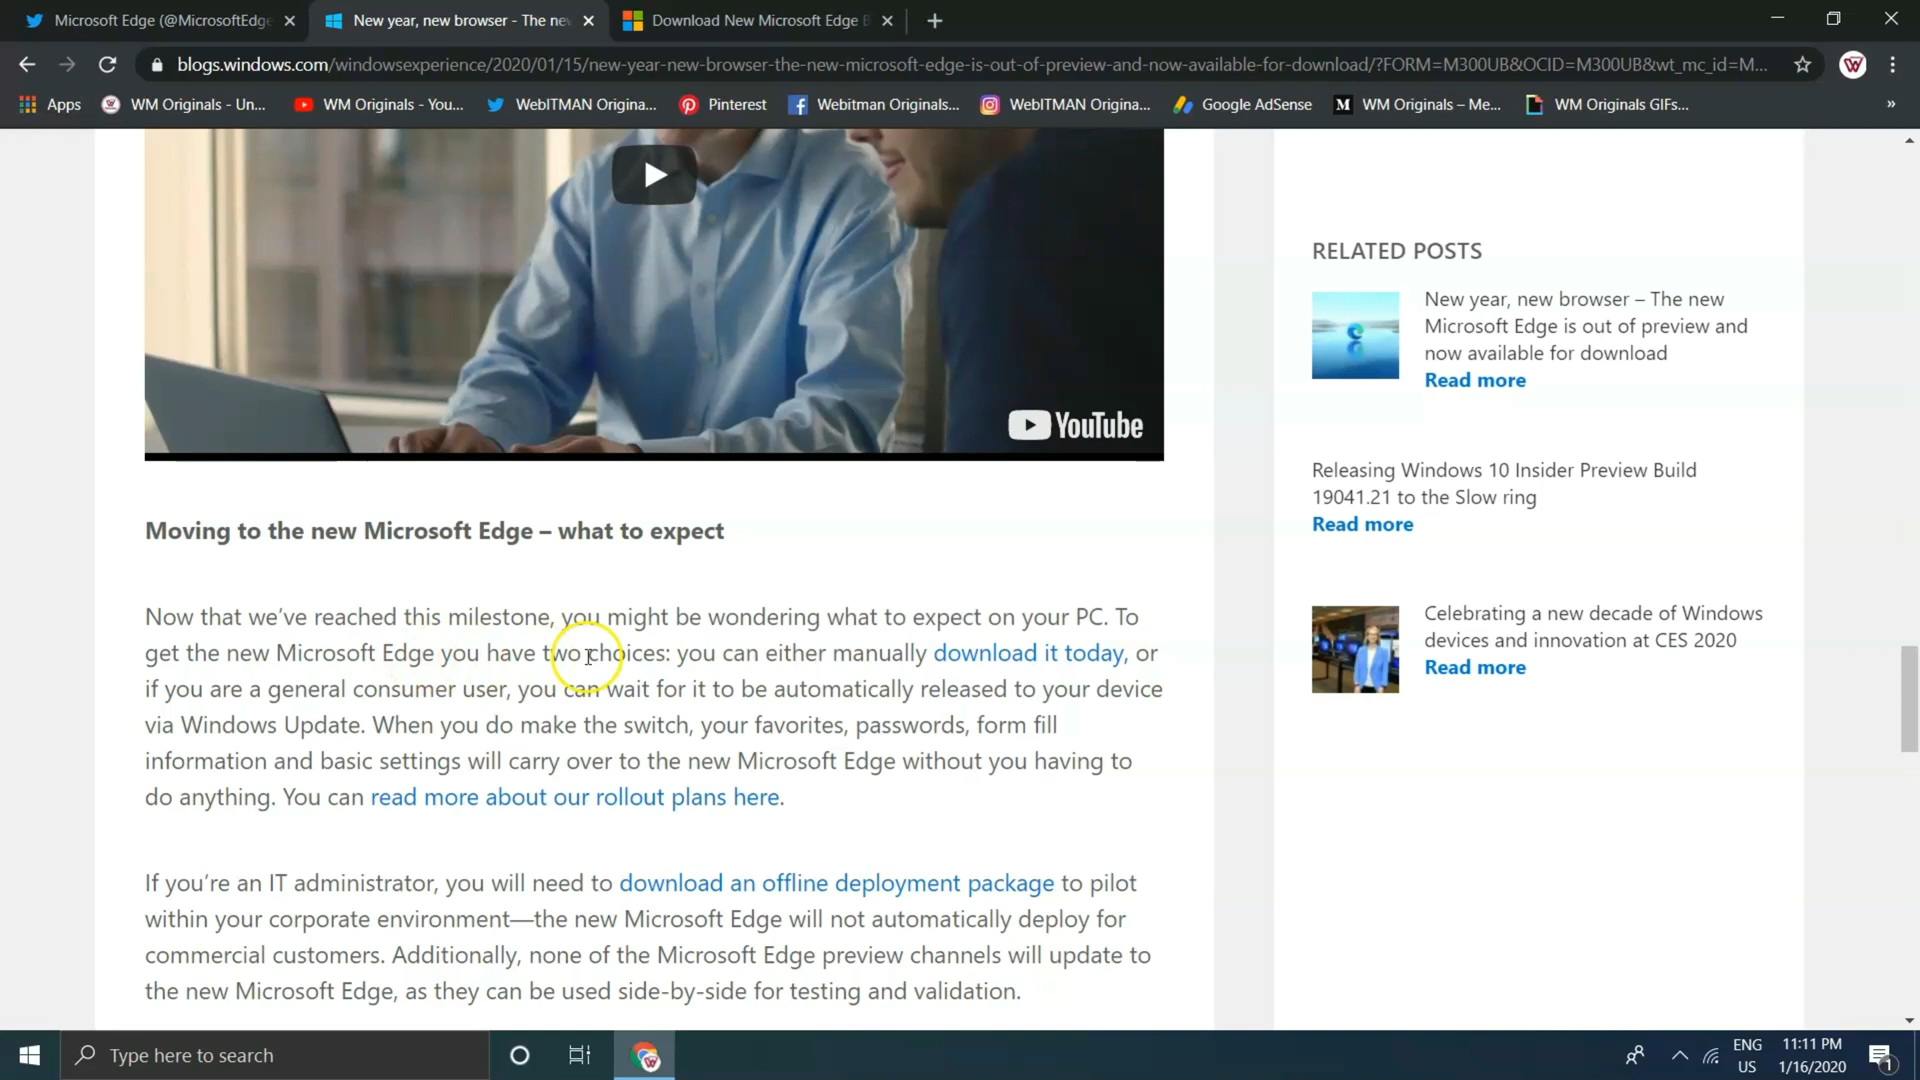 Microsoft Edge (@MicrosoftEdge
New year, new browser - The ne
Download New Microsoft Edge B
blogs.windows.com/windowsexperience/2020/01/15/new-year-new-browser-the-new-microsoft-edge-is-out-of-preview-and-now-available-for-download/?FORM=M300UB&OCID=M300UB&wt_mc_id=M...
W
Apps
WM Originals - Un...
WM Originals - You...
WebITMAN Origina...
Pinterest
Webitman Originals...
WebITMAN Origina...
Google AdSense
WM Originals – Me...
WM Originals GIFs...
»
YouTube
Moving to the new Microsoft Edge – what to expect
Now that we’ve reached this milestone, you might be wondering what to expect on your PC. To
get the new Microsoft Edge you have two choices: you can either manually download it today, or
if you are a general consumer user, you can wait for it to be automatically released to your device
via Windows Update. When you do make the switch, your favorites, passwords, form fill
information and basic settings will carry over to the new Microsoft Edge without you having to
do anything. You can read more about our rollout plans here.
If you’re an IT administrator, you will need to download an offline deployment package to pilot
within your corporate environment—the new Microsoft Edge will not automatically deploy for
commercial customers. Additionally, none of the Microsoft Edge preview channels will update to
the new Microsoft Edge, as they can be used side-by-side for testing and validation.
RELATED POSTS
New year, new browser – The new
Microsoft Edge is out of preview and
now available for download
Read more
Releasing Windows 10 Insider Preview Build
19041.21 to the Slow ring
Read more
Celebrating a new decade of Windows
devices and innovation at CES 2020
Read more
Type here to search
ENG
US
11:11 PM
1/16/2020
1